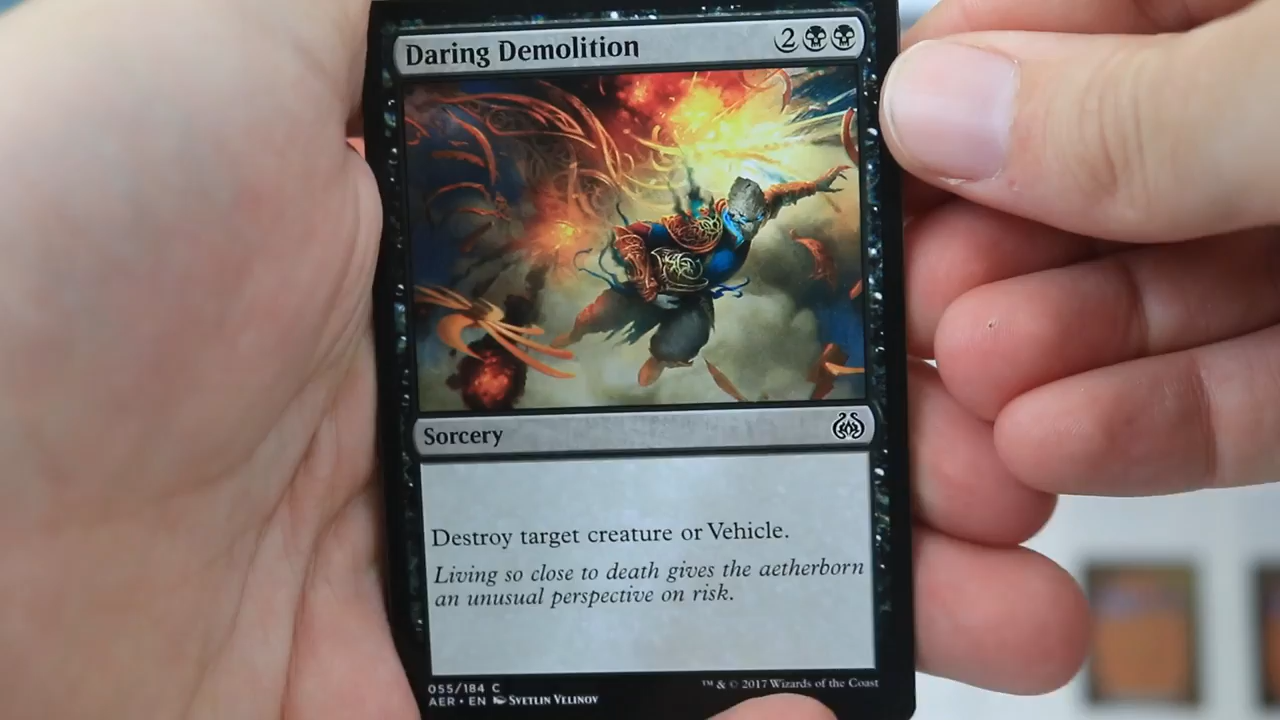 Daring Demolition 2
Sorcery
Destroy target creature or Vehicle.
Living so close to death gives the aetherborn
an unusual perspective on risk.
055/184 C
AER • EN Svetlin Velinov
™ & © 2017 Wizards of the Coast